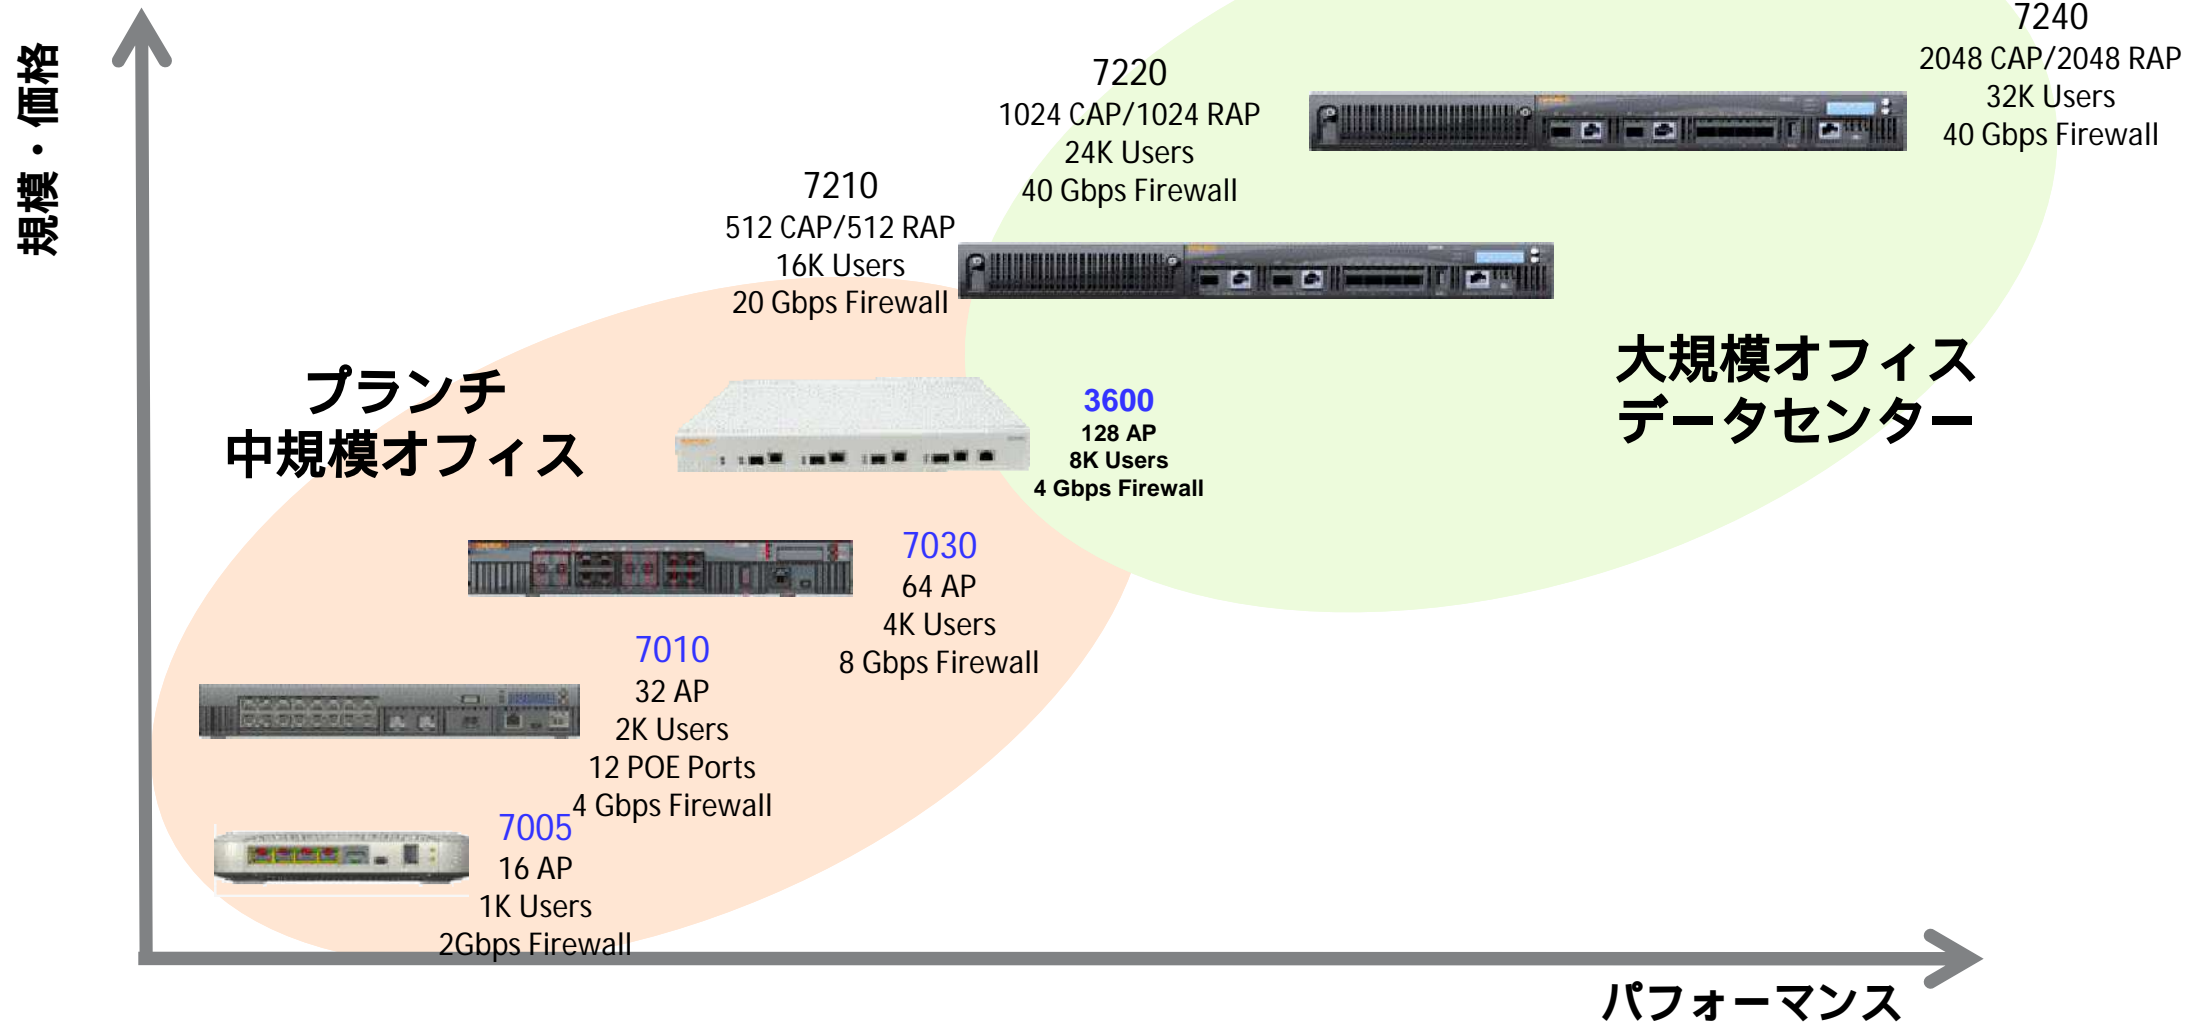 規模・価格
7240
2048 CAP/2048 RAP
32K Users
40 Gbps Firewall
7220
1024 CAP/1024 RAP
24K Users
40 Gbps Firewall
7210
512 CAP/512 RAP
16K Users
20 Gbps Firewall
大規模オフィス
データセンター
ブランチ
中規模オフィス
3600
128 AP
8K Users
4 Gbps Firewall
7030
64 AP
4K Users
8 Gbps Firewall
7010
32 AP
2K Users
12 POE Ports
4 Gbps Firewall
7005
16 AP
1K Users
2Gbps Firewall
パフォーマンス